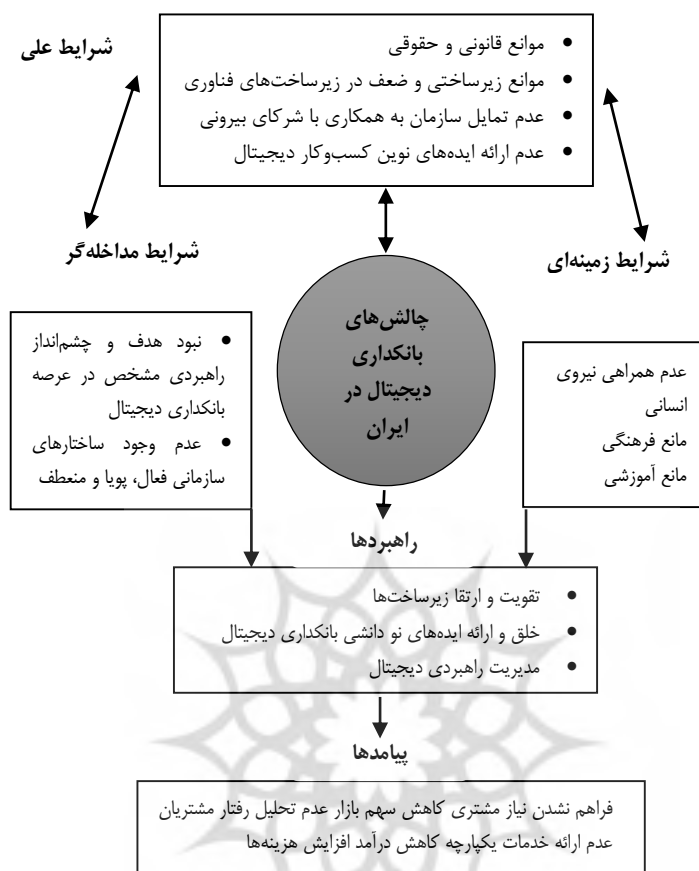 شرایط علی
• موانع قانونی و حقوقی
• موانع زیرساختی و ضعف در زیرساخت‌های فناوری
• عدم تمایل سازمان به همکاری با شرکای بیرونی
• عدم ارائه ایده‌های نوین کسب‌وکار دیجیتال
شرایط زمینه‌ای
شرایط مداخله‌گر
چالش‌های
بانکداری
دیجیتال در
ایران
عدم همراهی نیروی
انسانی
مانع فرهنگی
مانع آموزشی
• نبود هدف و چشم‌انداز
راهبردی مشخص در عرصه
بانکداری دیجیتال
• عدم وجود ساختارهای
سازمانی فعال، پویا و منعطف
راهبردها
• تقویت و ارتقا زیرساخت‌ها
• خلق و ارائه ایده‌های نو دانشی بانکداری دیجیتال
• مدیریت راهبردی دیجیتال
پیامدها
فراهم نشدن نیاز مشتری کاهش سهم بازار عدم تحلیل رفتار مشتریان
عدم ارائه خدمات یکپارچه کاهش درآمد افزایش هزینه‌ها